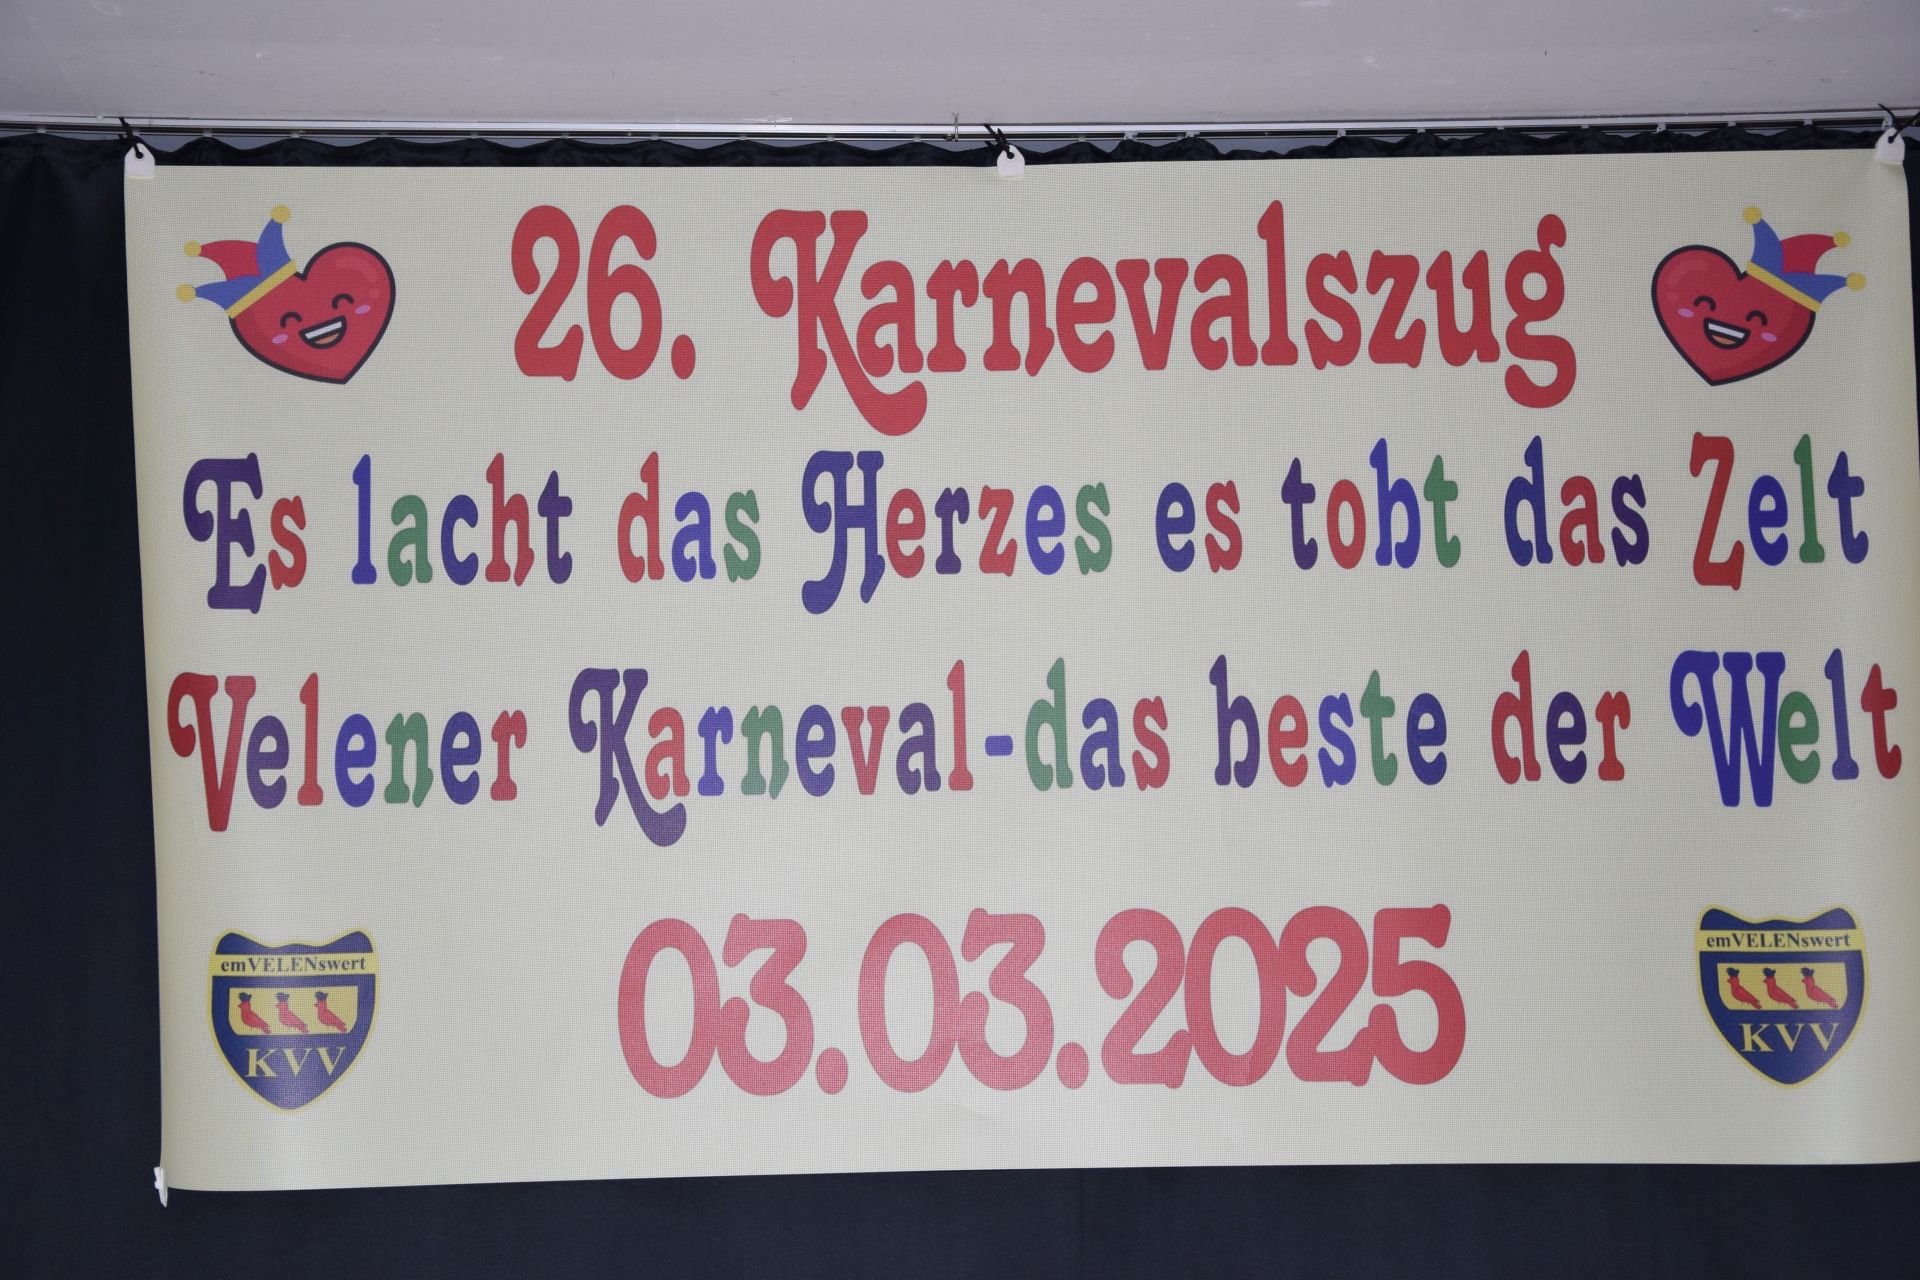 26. Karnevalszug
Es lacht das Herzes es tobt das Zelt
Velener Karneval-das beste der Welt
03.03.2025
emVELENswert
KVV
emVELENswert
KVV